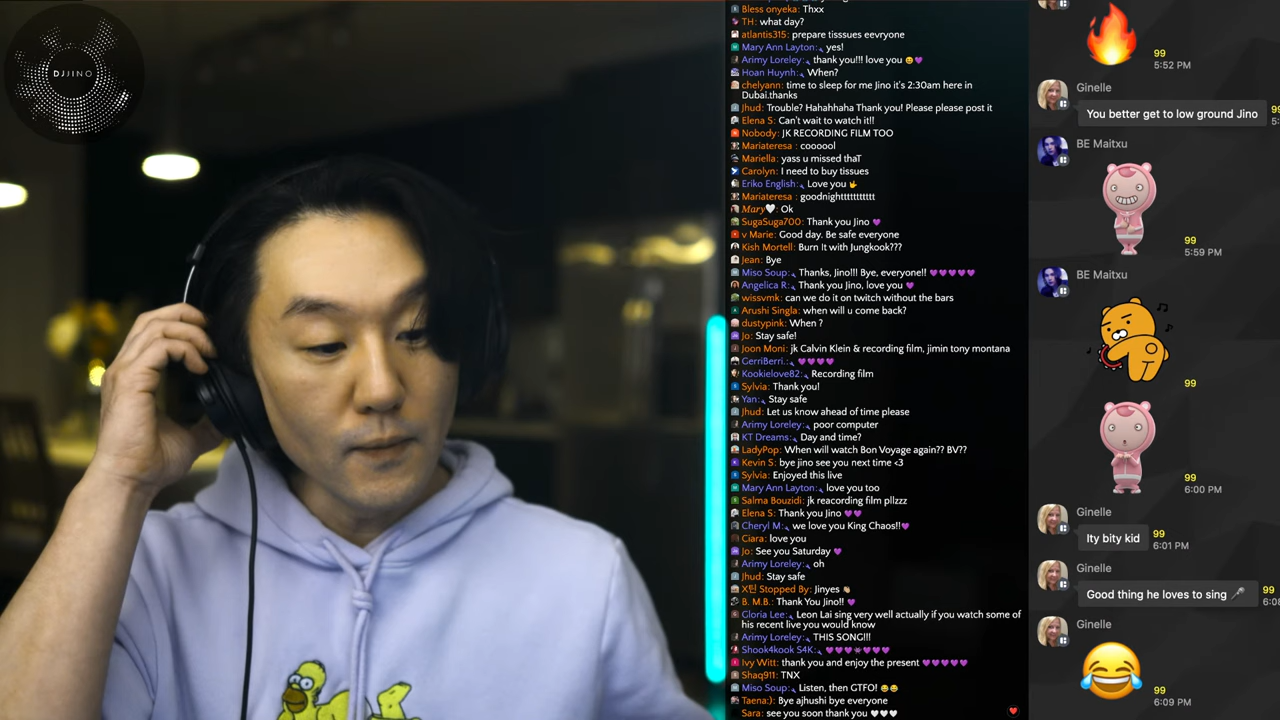 DJJINO
Bless onyeka: Thxx
TH: what day?
atlantis315: prepare tisssues eevryone
Mary Ann Layton: yes!
Arimy Loreley: thank you!!! love you 😊💜
Hoan Huynh: When?
chelyann: time to sleep for me Jino it's 2:30am here in
Dubai.thanks
Jhud: Trouble? Hahahhaha Thank you! Please please post it
Elena S: Can't wait to watch it!!
Nobody: JK RECORDING FILM TOO
Mariateresa : coooool
Mariella: yass u missed thaT
Carolyn: I need to buy tissues
Eriko English: Love you 🤟
Mariateresa : goodnighttttttttttt
Mary🤍: Ok
SugaSuga700: Thank you Jino 💜
v Marie: Good day. Be safe everyone
Kish Mortell: Burn It with Jungkook???
Jean: Bye
Miso Soup: Thanks, Jino!!! Bye, everyone!! 💜💜💜💜💜
Angelica R: Thank you Jino, love you 💜
wissvmk: can we do it on twitch without the bars
Arushi Singla: when will u come back?
dustypink: When ?
Jo: Stay safe!
Joon Moni: jk Calvin Klein & recording film, jimin tony montana
GerriBerri.: 💜💜💜💜
Kookielove82: Recording film
Sylvia: Thank you!
Yan: Stay safe
Jhud: Let us know ahead of time please
Arimy Loreley: poor computer
KT Dreams: Day and time?
LadyPop: When will watch Bon Voyage again?? BV??
Kevin S: bye jino see you next time <3
Sylvia: Enjoyed this live
Mary Ann Layton: love you too
Salma Bouzidi: jk reacording film pllzzz
Elena S: Thank you Jino 💜💜
Cheryl M: we love you King Chaos!!💜
Ciara: love you
Jo: See you Saturday 💜
Arimy Loreley: oh
Jhud: Stay safe
X틴 Stopped By: Jinyes 👏
B. M.B.: Thank You Jino!! 💜
Gloria Lee: Leon Lai sing very well actually if you watch some of
his recent live you would know
Arimy Loreley: THIS SONG!!!
Shook4kook S4K: 💜💜💜👾💜💜💜
Ivy Witt: thank you and enjoy the present 💜💜💜💜💜
Shaq911: TNX
Miso Soup: Listen, then GTFO! 😂😂
Taena:): Bye ajhushi bye everyone
Sara: see you soon thank you 🤍🤍🤍
99
5:52 PM
Ginelle
You better get to low ground Jino
99
BE Maitxu
99
5:59 PM
BE Maitxu
99
99
6:00 PM
Ginelle
Ity bity kid
99
6:01 PM
Ginelle
Good thing he loves to sing 🎤
99
Ginelle
😂
99
6:09 PM